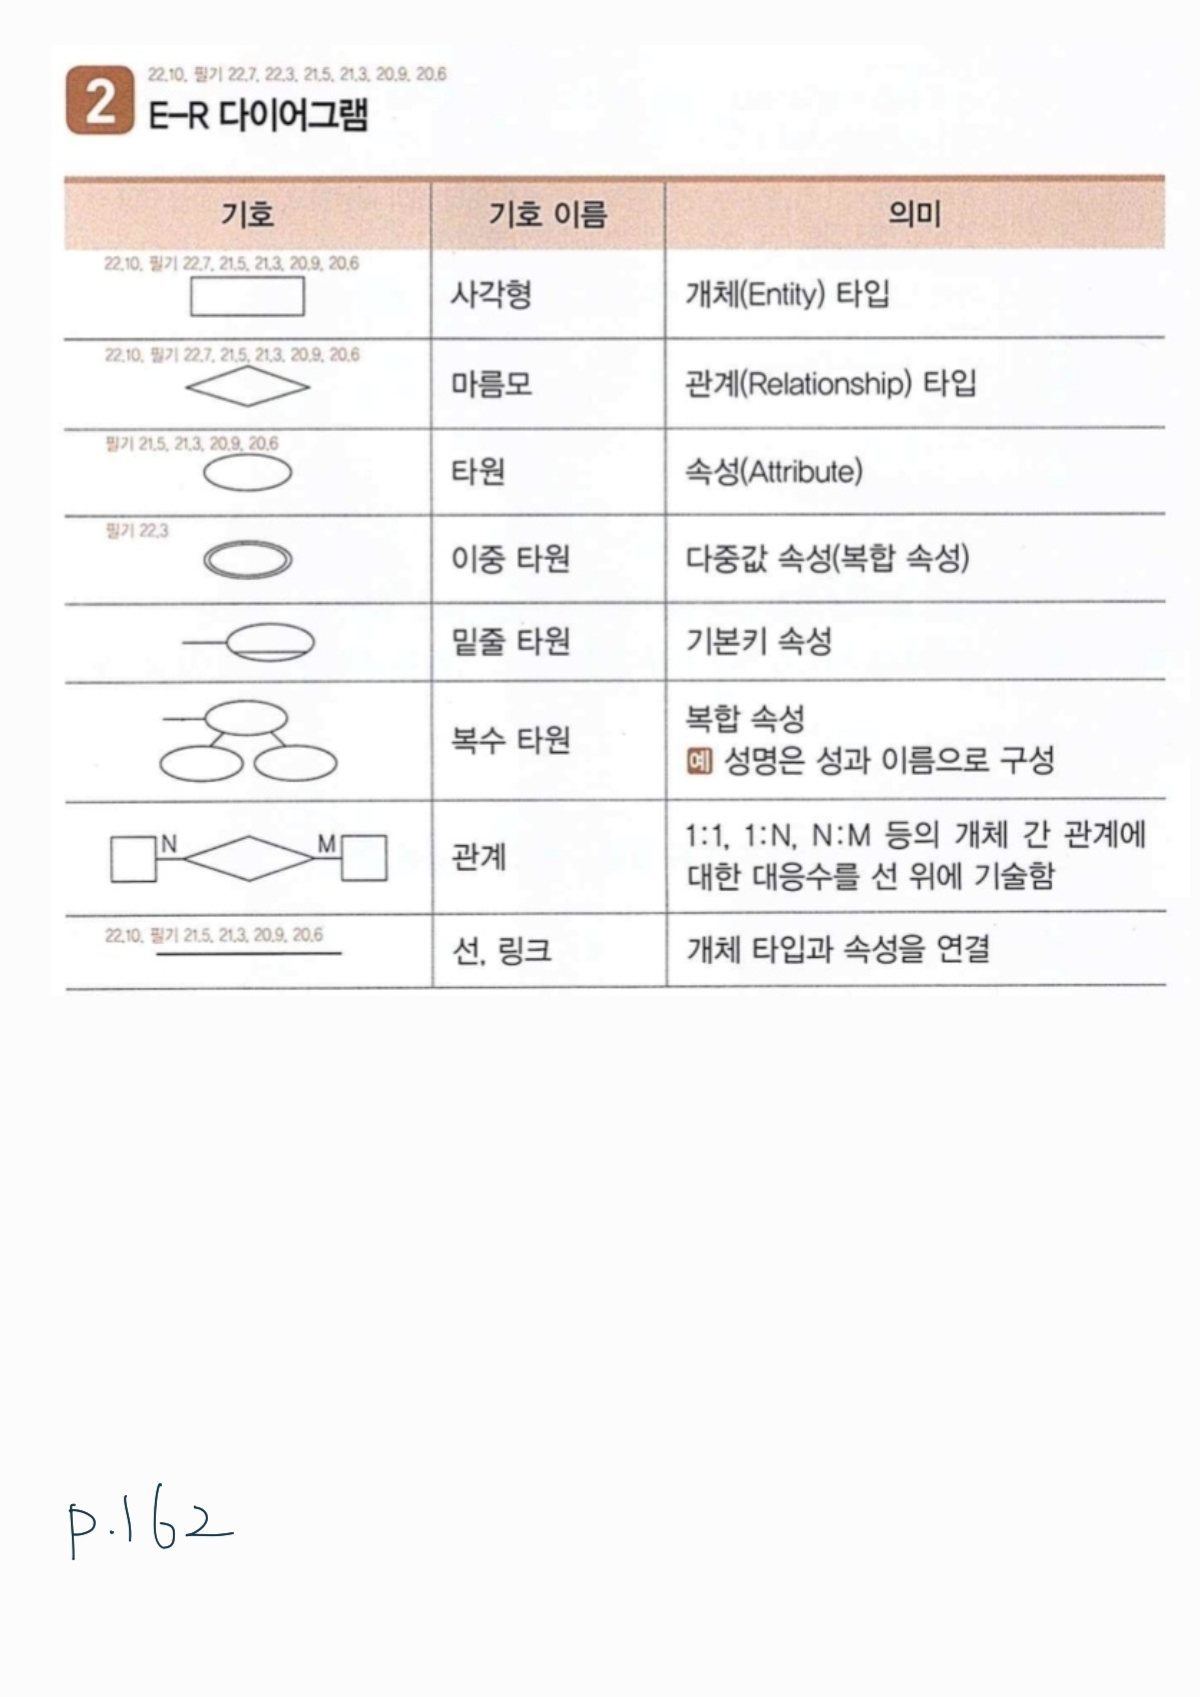 2
22.10, 필기 22.7, 22.3, 21.5, 21.3, 20.9, 20.6
E-R 다이어그램
기호 기호 이름 의미
22.10, 필기 22.7, 21.5, 21.3, 20.9, 20.6
사각형 개체(Entity) 타입
22.10, 필기 22.7, 21.5, 21.3, 20.9, 20.6
마름모 관계(Relationship) 타입
필기 21.5, 21.3, 20.9, 20.6
타원 속성(Attribute)
필기 22.3
이중 타원 다중값 속성(복합 속성)
밑줄 타원 기본키 속성
복수 타원
복합 속성
예 성명은 성과 이름으로 구성
N M
관계
1:1, 1:N, N:M 등의 개체 간 관계에
대한 대응수를 선 위에 기술함
22.10, 필기 21.5, 21.3, 20.9, 20.6
선, 링크 개체 타입과 속성을 연결
p.162